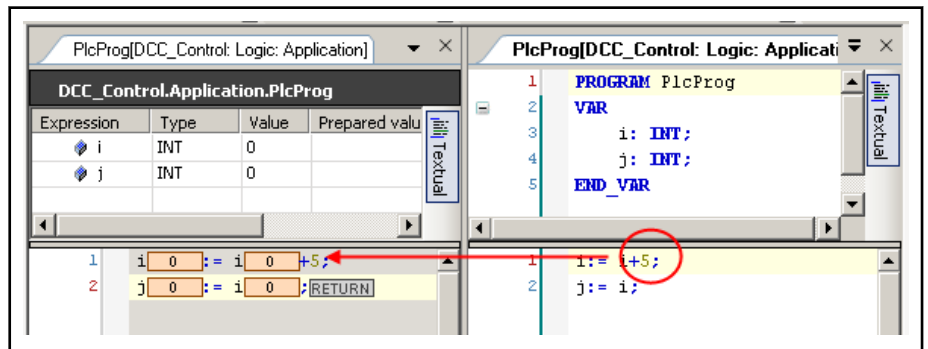 PlcProg[DCC_Control: Logic: Application]
DCC_Control.Application.PlcProg
Expression Type Value Prepared valu
i INT 0
j INT 0
Textual
1 i 0 := i 0 +5;
2 j 0 := i 0 ; RETURN
PlcProg[DCC_Control: Logic: Applicati
1 PROGRAM PlcProg
2 VAR
3 i: INT;
4 j: INT;
5 END_VAR
Textual
1 i:= i+5;
2 j:= i;